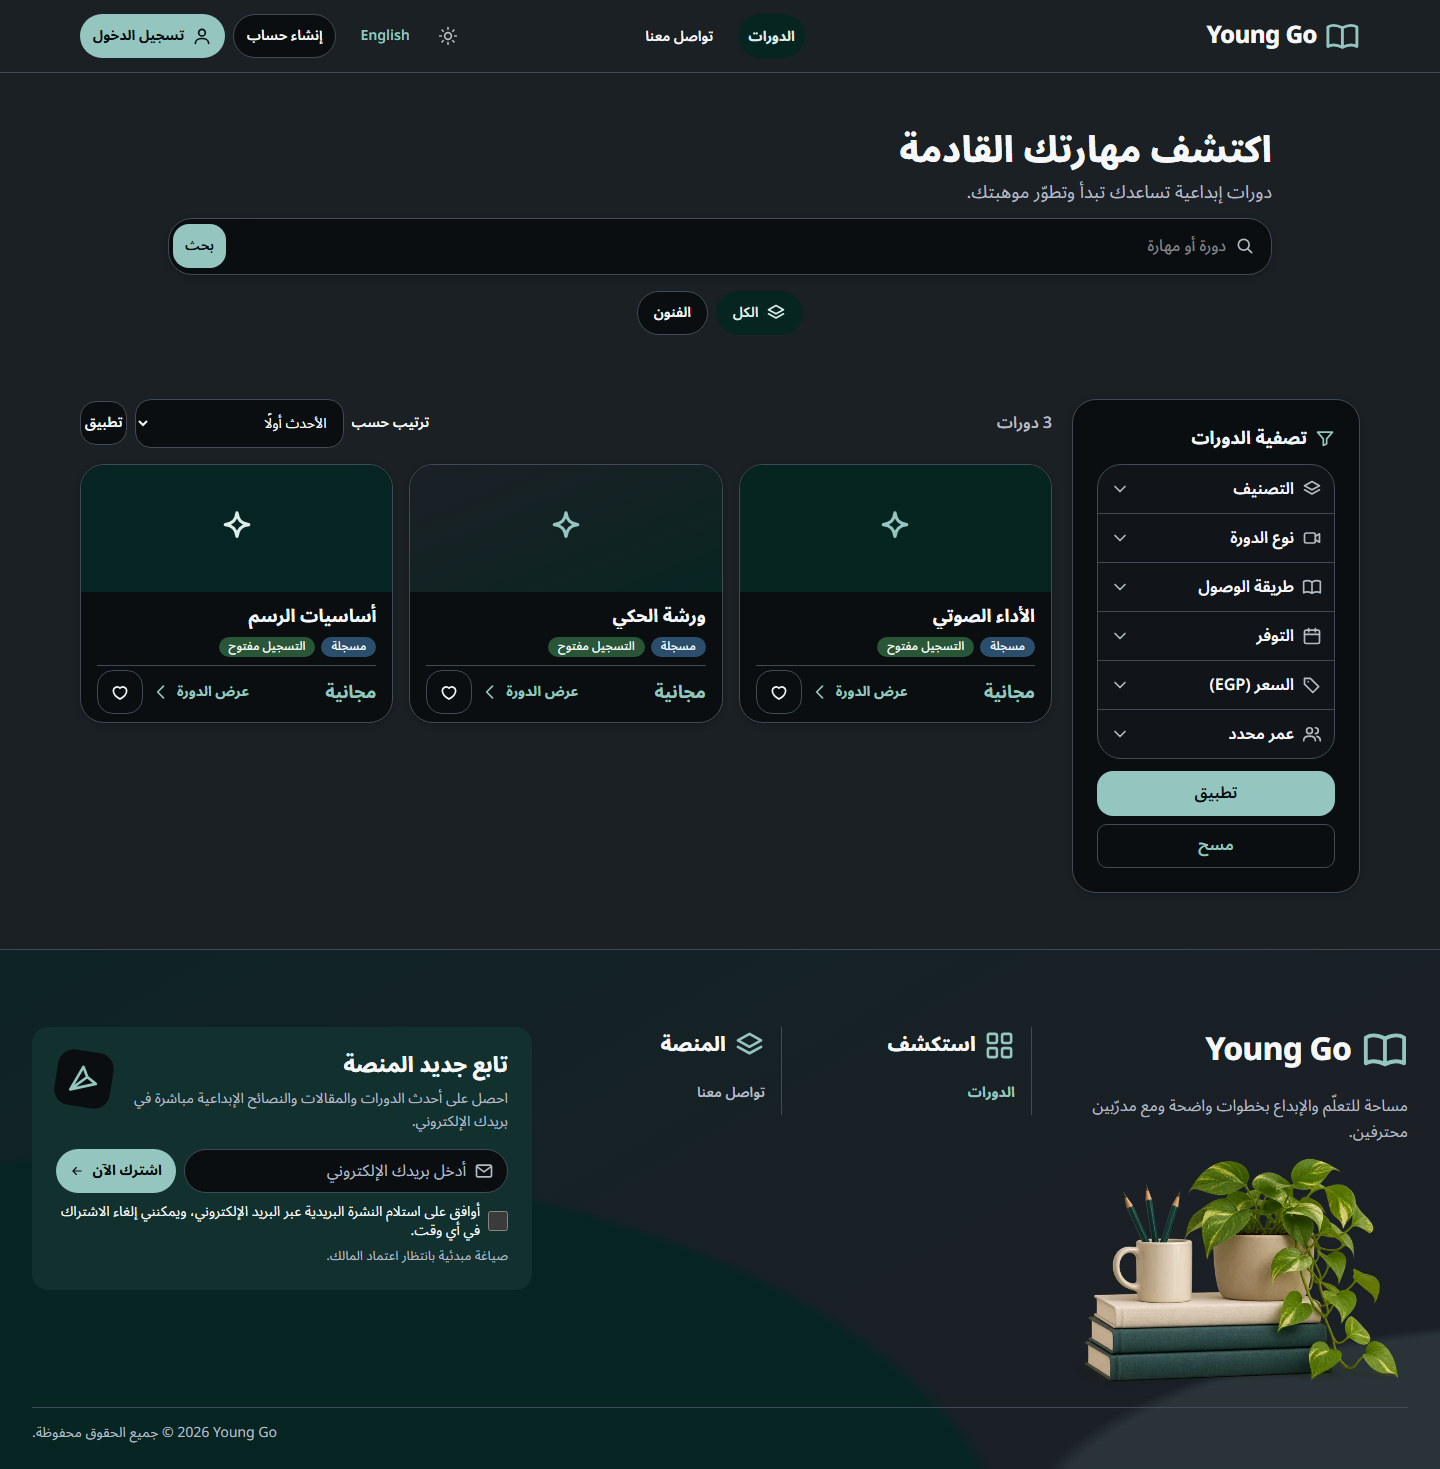 Young Go
الدورات
تواصل معنا
English
إنشاء حساب
تسجيل الدخول
اكتشف مهارتك القادمة
دورات إبداعية تساعدك تبدأ وتطوّر موهبتك.
دورة أو مهارة
بحث
الكل
الفنون
تصفية الدورات
التصنيف
نوع الدورة
طريقة الوصول
التوفر
السعر (EGP)
عمر محدد
تطبيق
مسح
3 دورات
ترتيب حسب
الأحدث أولًا
تطبيق
الأداء الصوتي
مسجلة
التسجيل مفتوح
مجانية
عرض الدورة
ورشة الحكي
مسجلة
التسجيل مفتوح
مجانية
عرض الدورة
أساسيات الرسم
مسجلة
التسجيل مفتوح
مجانية
عرض الدورة
Young Go
مساحة للتعلّم والإبداع بخطوات واضحة ومع مدرّبين
محترفين.
استكشف
الدورات
المنصة
تواصل معنا
تابع جديد المنصة
احصل على أحدث الدورات والمقالات والنصائح الإبداعية مباشرة في
بريدك الإلكتروني.
أدخل بريدك الإلكتروني
اشترك الآن
أوافق على استلام النشرة البريدية عبر البريد الإلكتروني، ويمكنني إلغاء الاشتراك
في أي وقت.
صياغة مبدئية بانتظار اعتماد المالك.
Young Go 2026 © جميع الحقوق محفوظة.